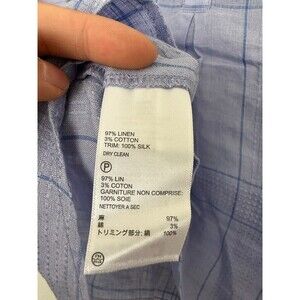 97% LINEN
3% COTTON
TRIM: 100% SILK
DRY CLEAN
P
97% LIN
3% COTON
GARNITURE NON COMPRISE:
100% SOIE
NETTOYER A SEC
麻 97%
綿 3%
トリミング部分; 絹 100%